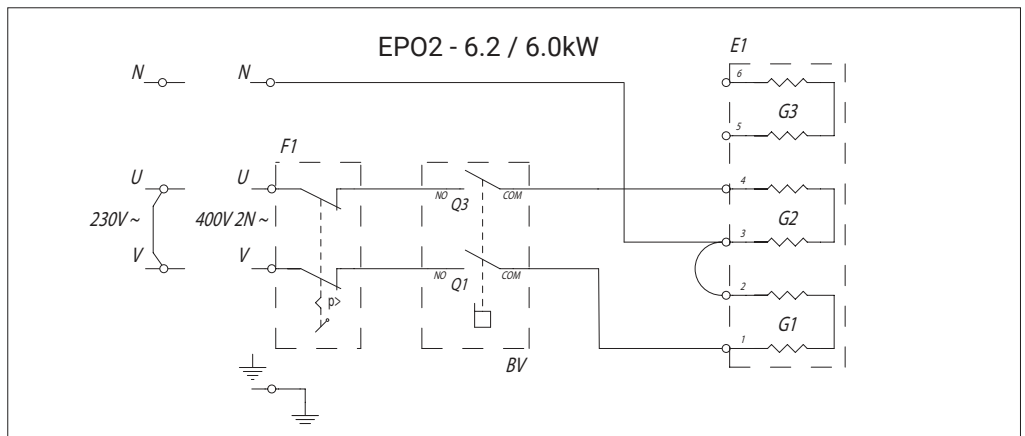 EPO2 - 6.2 / 6.0kW
E1
N
N
6
G3
5
F1
U
U
4
NO
Q3
COM
230V ~
400V 2N ~
G2
3
V
V
NO
Q1
COM
2
p>
G1
1
BV